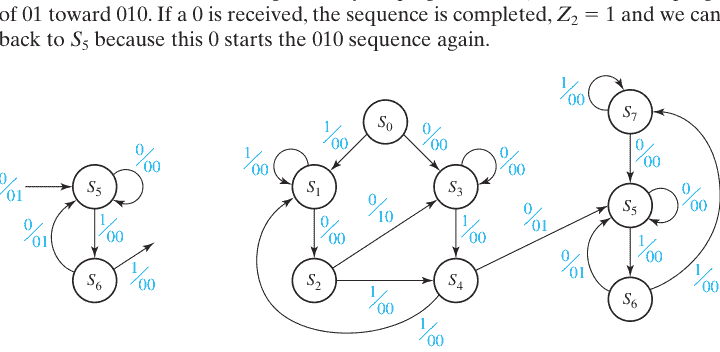 of 01 toward 010. If a 0 is received, the sequence is completed, Z₂ = 1 and we can
back to S₅ because this 0 starts the 010 sequence again.
0/01
S₅
0/00
0/01
1/00
S₆
1/00
S₀
1/00
0/00
1/00
S₁
S₃
0/00
0/10
0/00
1/00
S₂
1/00
S₄
1/00
0/01
1/00
S₇
0/00
S₅
0/00
0/01
1/00
S₆
1/00